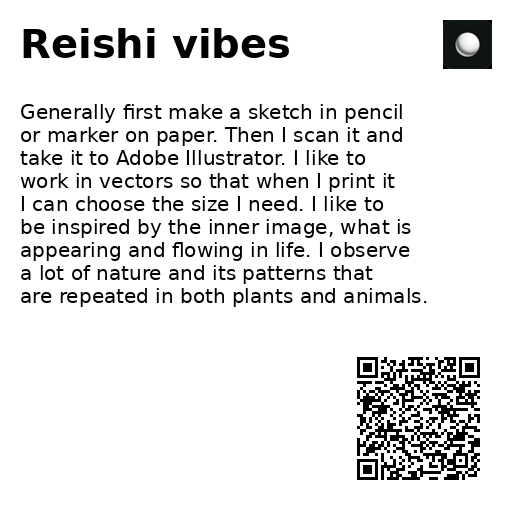 Reishi vibes
Generally first make a sketch in pencil
or marker on paper. Then I scan it and
take it to Adobe Illustrator. I like to
work in vectors so that when I print it
I can choose the size I need. I like to
be inspired by the inner image, what is
appearing and flowing in life. I observe
a lot of nature and its patterns that
are repeated in both plants and animals.